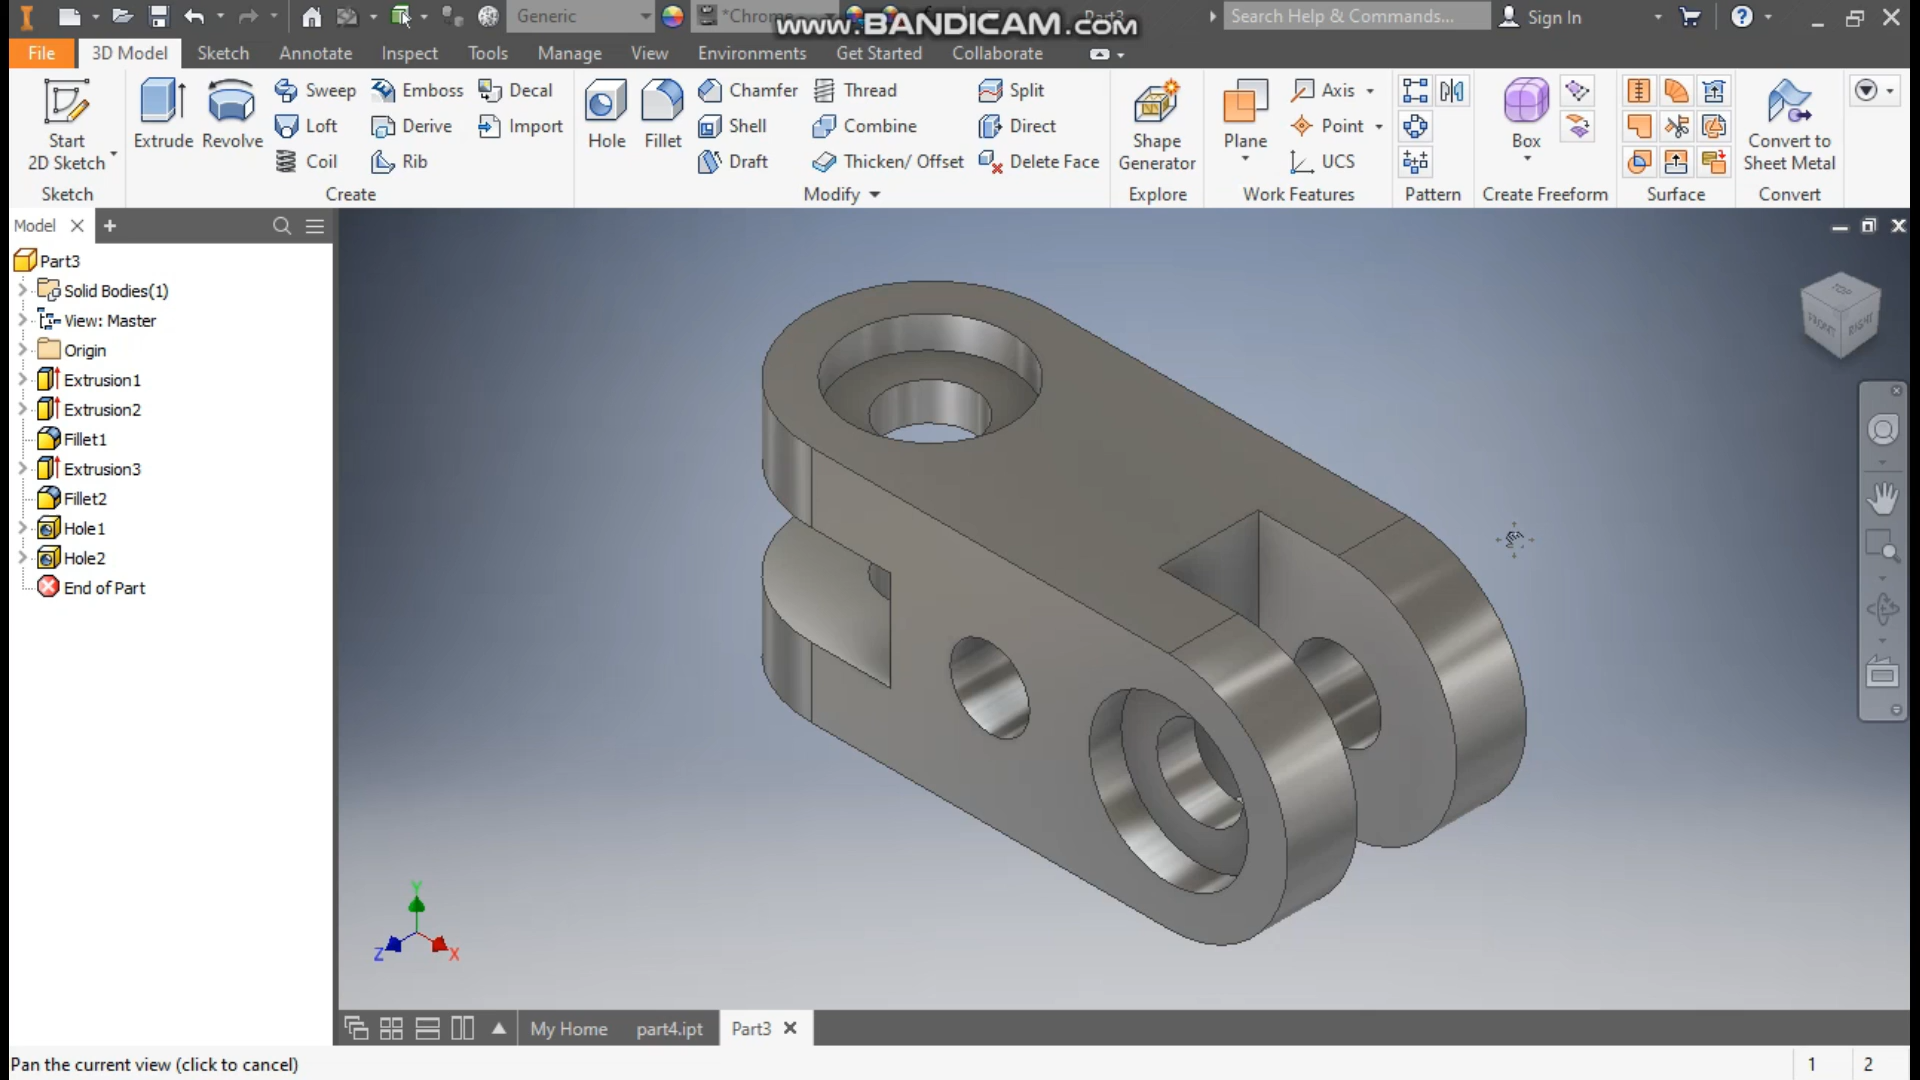 Generic
*Chrome
www.BANDICAM.com
Part3
Search Help & Commands...
Sign In
File
3D Model
Sketch
Annotate
Inspect
Tools
Manage
View
Environments
Get Started
Collaborate
Start
2D Sketch
Extrude
Revolve
Sweep
Loft
Coil
Emboss
Derive
Rib
Decal
Import
Hole
Fillet
Chamfer
Shell
Draft
Thread
Combine
Thicken/ Offset
Split
Direct
Delete Face
Shape
Generator
Plane
Axis
Point
UCS
Box
Convert to
Sheet Metal
Sketch
Create
Modify
Explore
Work Features
Pattern
Create Freeform
Surface
Convert
Model
Part3
Solid Bodies(1)
View: Master
Origin
Extrusion1
Extrusion2
Fillet1
Extrusion3
Fillet2
Hole1
Hole2
End of Part
TOP
FRONT
RIGHT
Y
Z
X
My Home
part4.ipt
Part3
Pan the current view (click to cancel)
1
2